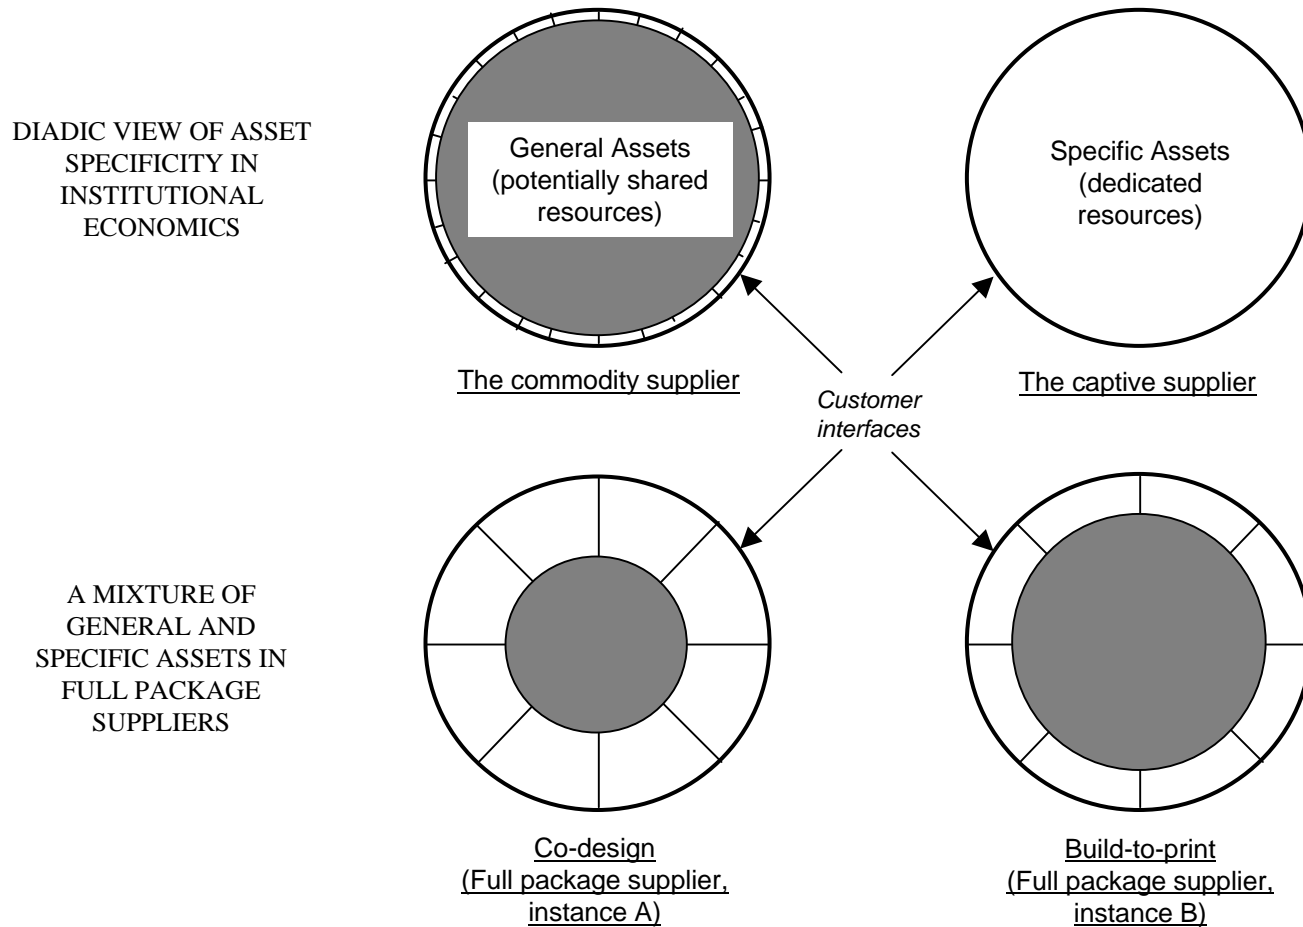 DIADIC VIEW OF ASSET
SPECIFICITY IN
INSTITUTIONAL
ECONOMICS
General Assets
(potentially shared
resources)
Specific Assets
(dedicated
resources)
The commodity supplier
The captive supplier
Customer
interfaces
A MIXTURE OF
GENERAL AND
SPECIFIC ASSETS IN
FULL PACKAGE
SUPPLIERS
Co-design
(Full package supplier,
instance A)
Build-to-print
(Full package supplier,
instance B)